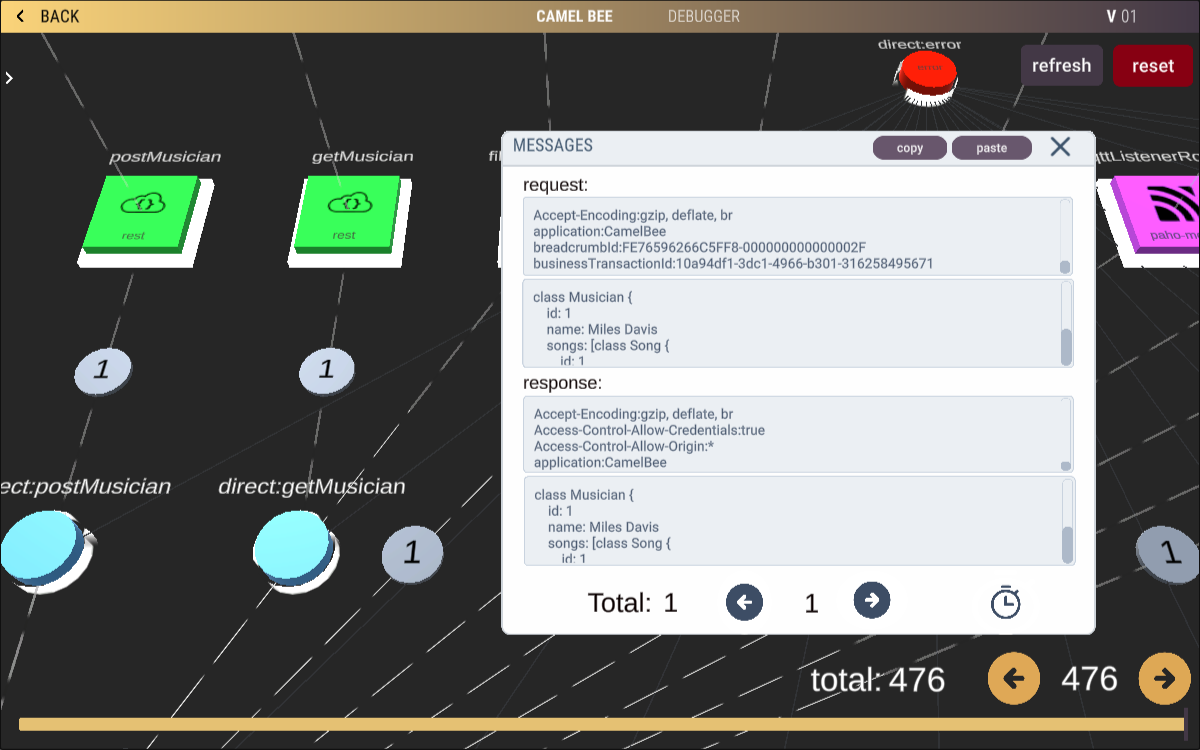 BACK
CAMEL BEE
DEBUGGER
V 01
direct:error
refresh
reset
postMusician
getMusician
rest
rest
MESSAGES
copy
paste
request:
Accept-Encoding:gzip, deflate, br
application:CamelBee
breadcrumbId:FE76596266C5FF8-000000000000002F
businessTransactionId:10a94df1-3dc1-4966-b301-316258495671
class Musician {
id: 1
name: Miles Davis
songs: [class Song {
id: 1
response:
Accept-Encoding:gzip, deflate, br
Access-Control-Allow-Credentials:true
Access-Control-Allow-Origin:*
application:CamelBee
class Musician {
id: 1
name: Miles Davis
songs: [class Song {
id: 1
Total: 1
1
ttListenerRo
paho-m
1
1
ect:postMusician
direct:getMusician
1
1
total: 476
476